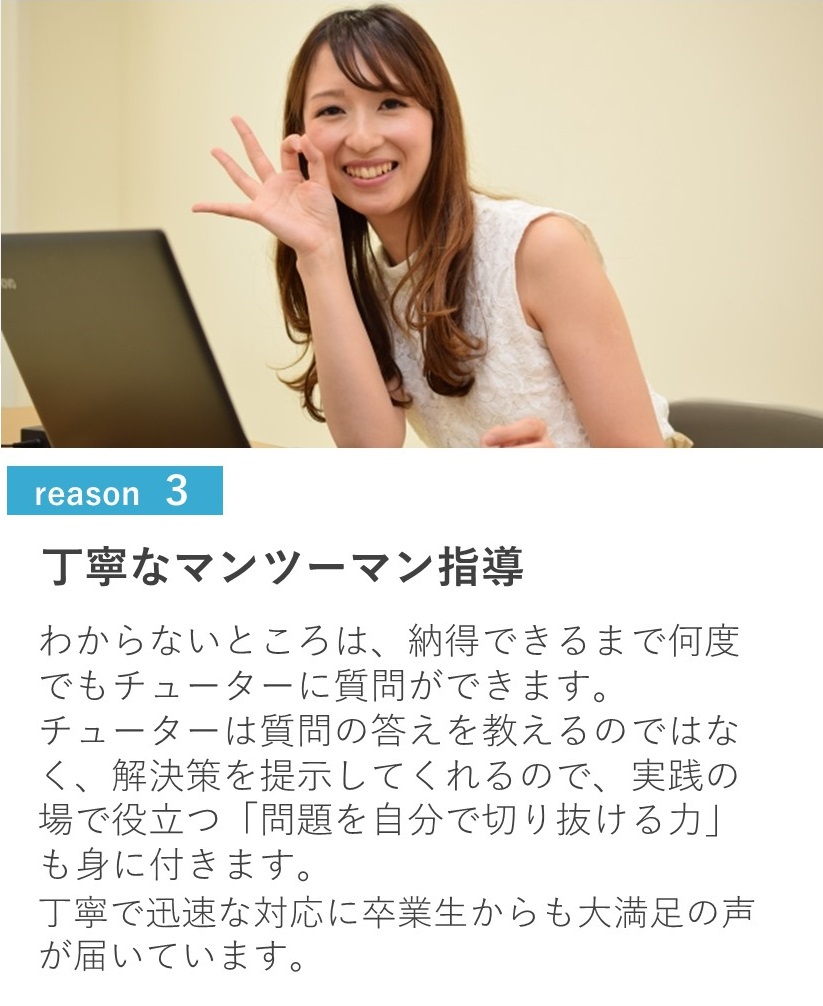 reason 3
丁寧なマンツーマン指導
わからないところは、納得できるまで何度
でもチューターに質問ができます。
チューターは質問の答えを教えるのではな
く、解決策を提示してくれるので、実践の
場で役立つ「問題を自分で切り抜ける力」
も身に付きます。
丁寧で迅速な対応に卒業生からも大満足の声
が届いています。